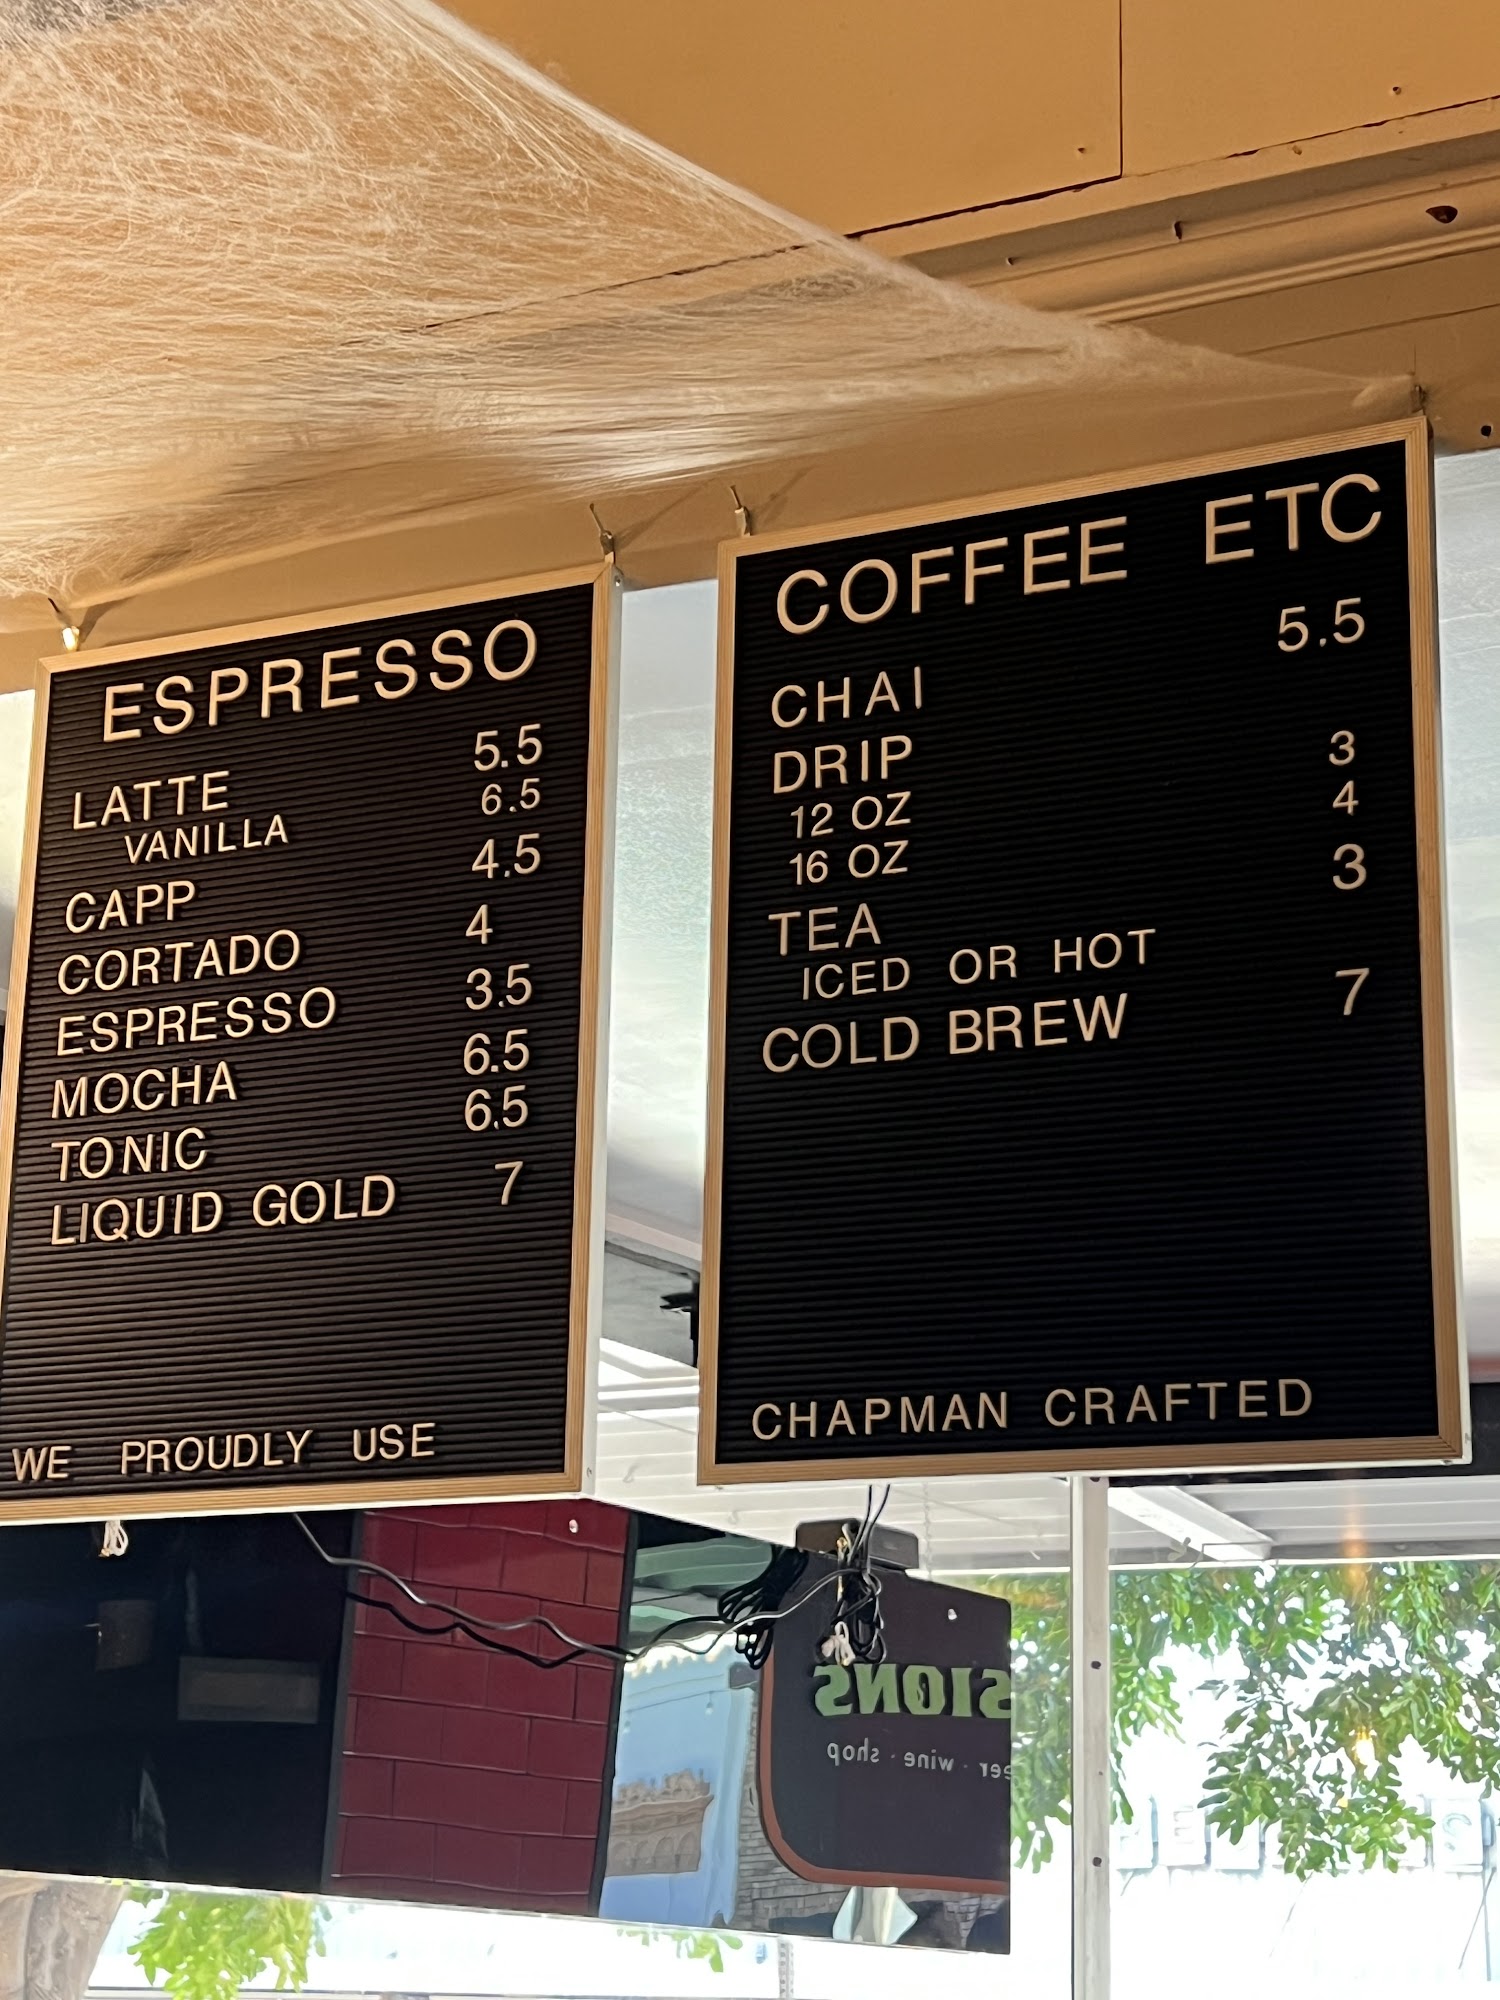 ESPRESSO
LATTE 5.5
VANILLA 6.5
CAPP 4.5
CORTADO 4
ESPRESSO 3.5
MOCHA 6.5
TONIC 6.5
LIQUID GOLD 7
WE PROUDLY USE
COFFEE ETC
CHAI 5.5
DRIP
12 OZ 3
16 OZ 4
TEA 3
ICED OR HOT
COLD BREW 7
CHAPMAN CRAFTED
SIONS
wine · shop